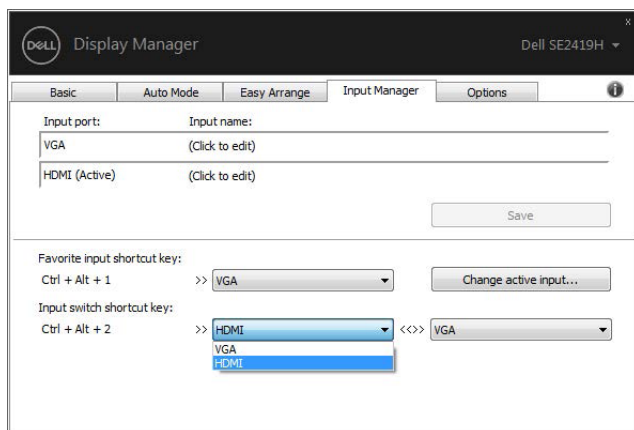 DELL Display Manager Dell SE2419H
x
Basic Auto Mode Easy Arrange Input Manager Options i
Input port: Input name:
VGA (Click to edit)
HDMI (Active) (Click to edit)
Save
Favorite input shortcut key:
Ctrl + Alt + 1 >> VGA Change active input...
Input switch shortcut key:
Ctrl + Alt + 2 >> HDMI <<>> VGA
VGA
HDMI